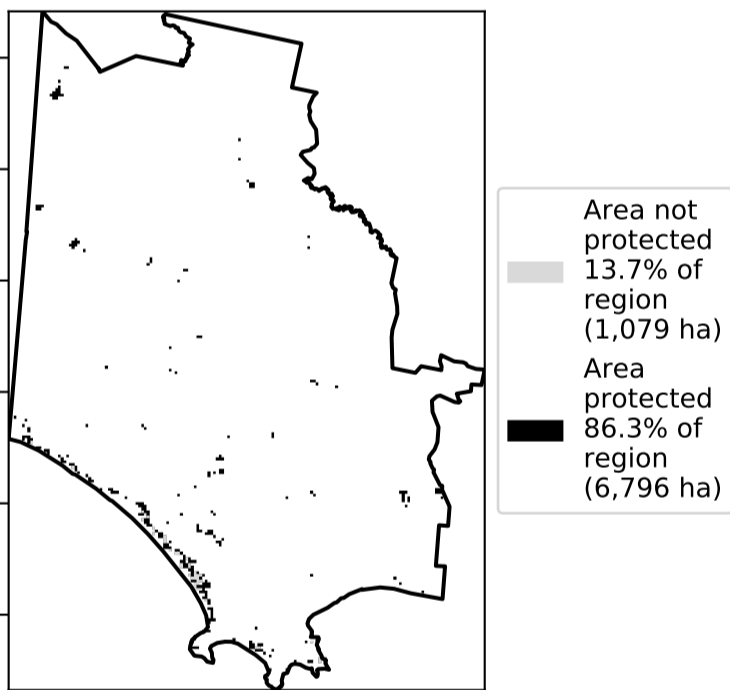 Area not
protected
13.7% of
region
(1,079 ha)
Area
protected
86.3% of
region
(6,796 ha)